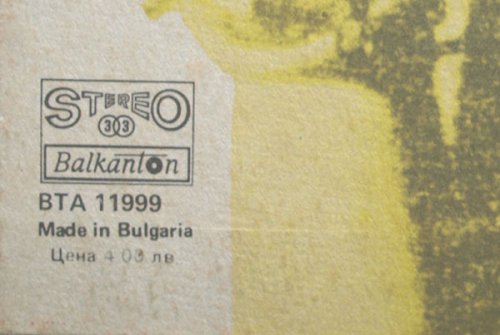 STEREO
33
Balkanton
BTA 11999
Made in Bulgaria
Цена 4 00 лв